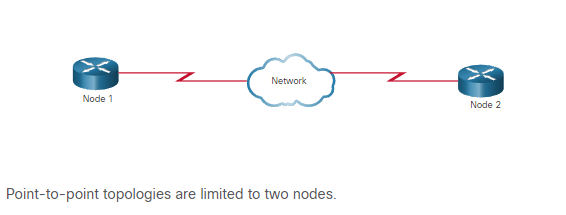 Network
Node 1
Node 2
Point-to-point topologies are limited to two nodes.